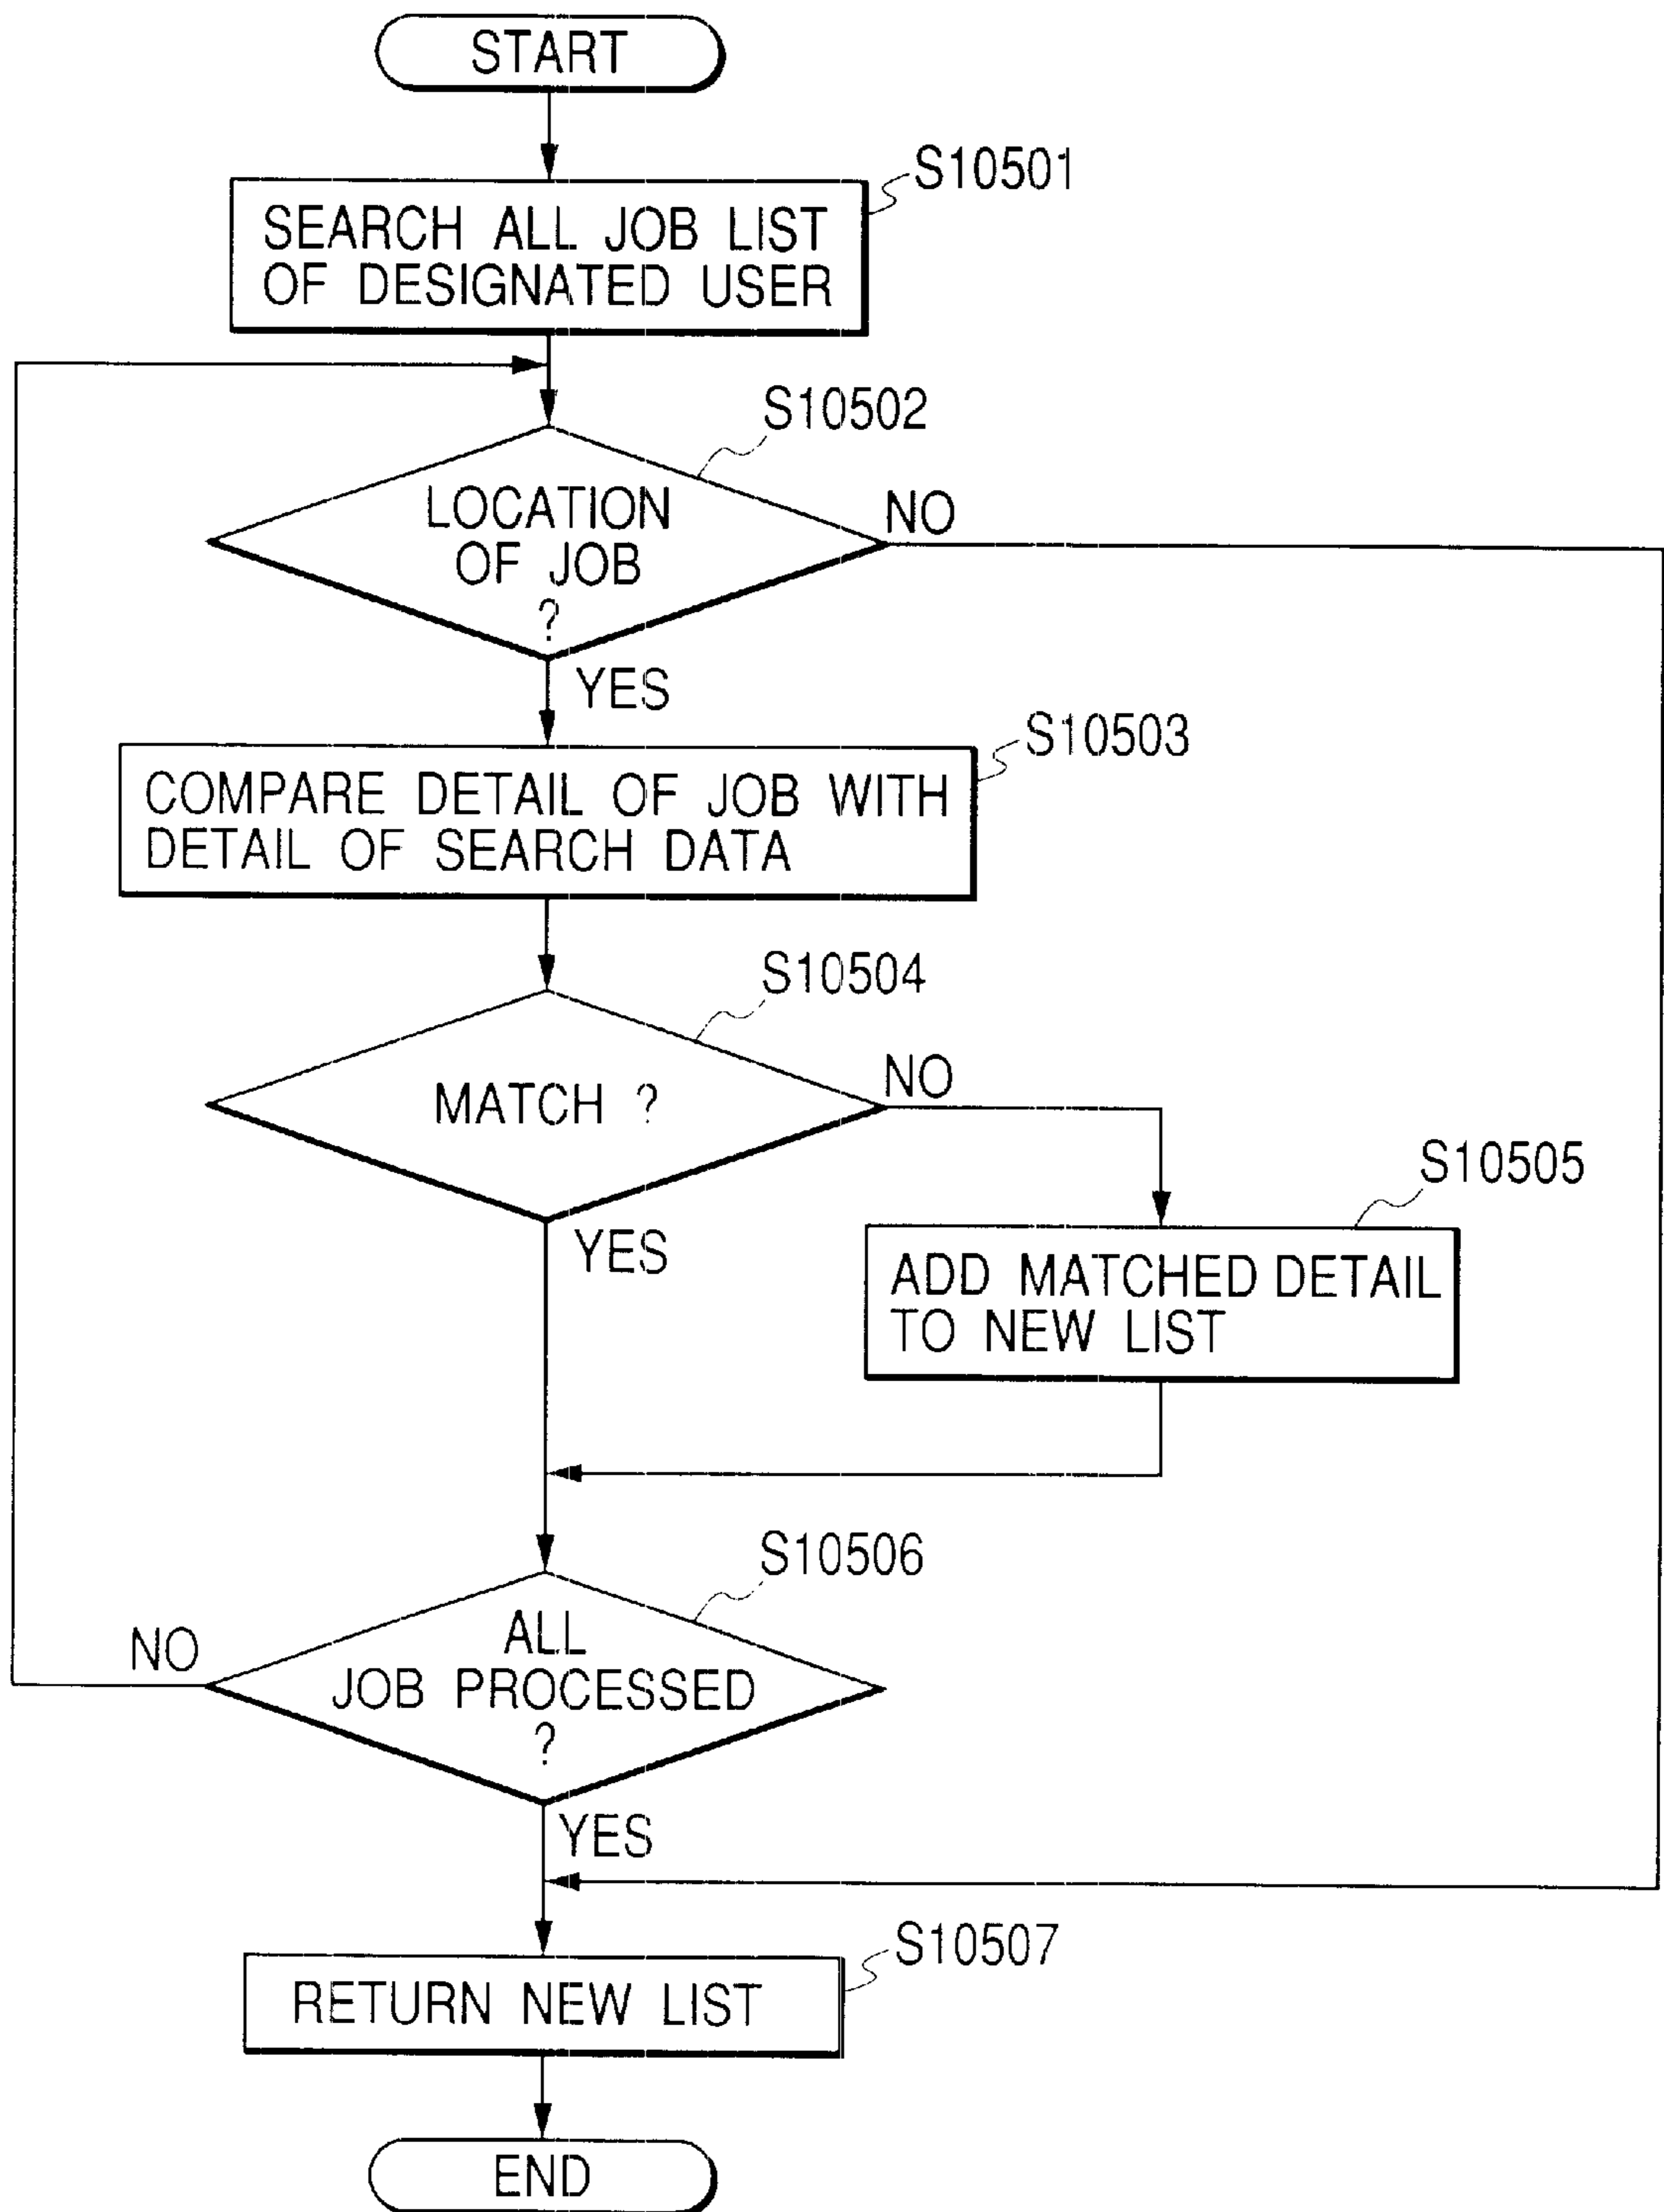 START
S10501
SEARCH ALL JOB LIST
OF DESIGNATED USER
S10502
LOCATION
OF JOB
?
NO
YES
S10503
COMPARE DETAIL OF JOB WITH
DETAIL OF SEARCH DATA
S10504
MATCH ?
NO
YES
S10505
ADD MATCHED DETAIL
TO NEW LIST
S10506
ALL
JOB PROCESSED
?
NO
YES
S10507
RETURN NEW LIST
END